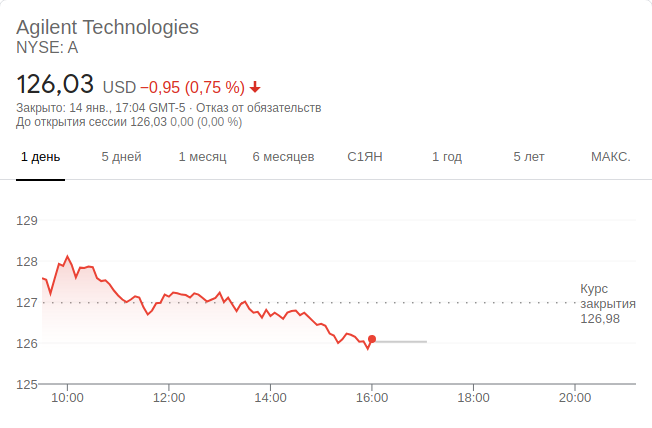 Agilent Technologies
NYSE: A
126,03 USD −0,95 (0,75 %)
Закрыто: 14 янв., 17:04 GMT-5 · Отказ от обязательств
До открытия сессии 126,03 0,00 (0,00 %)
1 день 5 дней 1 месяц 6 месяцев С1ЯН 1 год 5 лет МАКС.
129
128
127
126
125
Курс
закрытия
126,98
10:00 12:00 14:00 16:00 18:00 20:00